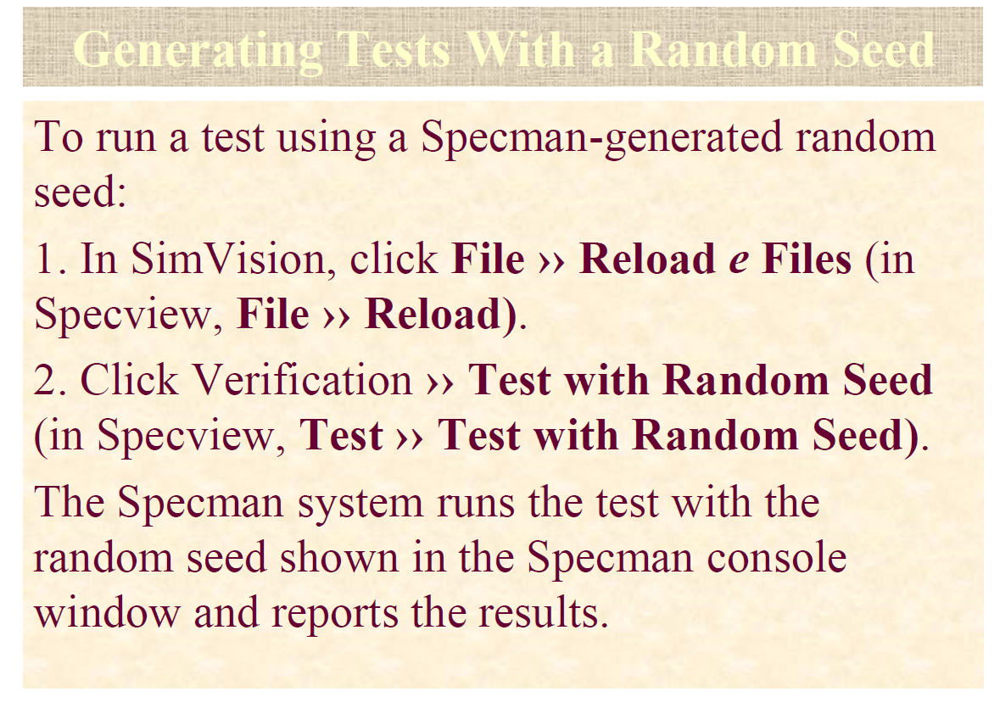 Generating Tests With a Random Seed
To run a test using a Specman-generated random
seed:
1. In SimVision, click File ›› Reload e Files (in
Specview, File ›› Reload).
2. Click Verification ›› Test with Random Seed
(in Specview, Test ›› Test with Random Seed).
The Specman system runs the test with the
random seed shown in the Specman console
window and reports the results.